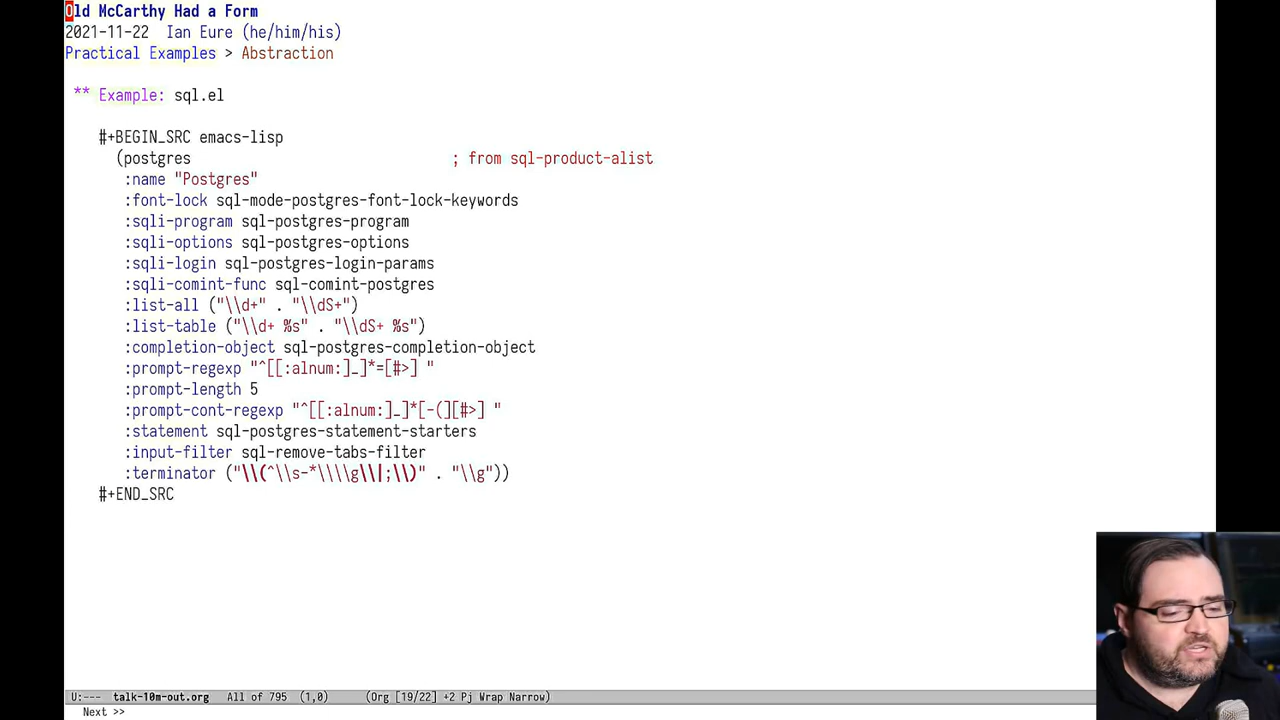 Old McCarthy Had a Form
2021-11-22  Ian Eure (he/him/his)
Practical Examples > Abstraction
** Example: sql.el
#+BEGIN_SRC emacs-lisp
(postgres ; from sql-product-alist
:name "Postgres"
:font-lock sql-mode-postgres-font-lock-keywords
:sqli-program sql-postgres-program
:sqli-options sql-postgres-options
:sqli-login sql-postgres-login-params
:sqli-comint-func sql-comint-postgres
:list-all ("\\d+" . "\\dS+")
:list-table ("\\d+ %s" . "\\dS+ %s")
:completion-object sql-postgres-completion-object
:prompt-regexp "^[[:alnum:]_]*=[#>] "
:prompt-length 5
:prompt-cont-regexp "^[[:alnum:]_]*[-(][#>] "
:statement sql-postgres-statement-starters
:input-filter sql-remove-tabs-filter
:terminator ("\\(^\\s-*\\\\g\\|;\\)" . "\\g"))
#+END_SRC
U:---  talk-10m-out.org   All of 795  (1,0)      (Org [19/22] +2 Pj Wrap Narrow)
Next >>